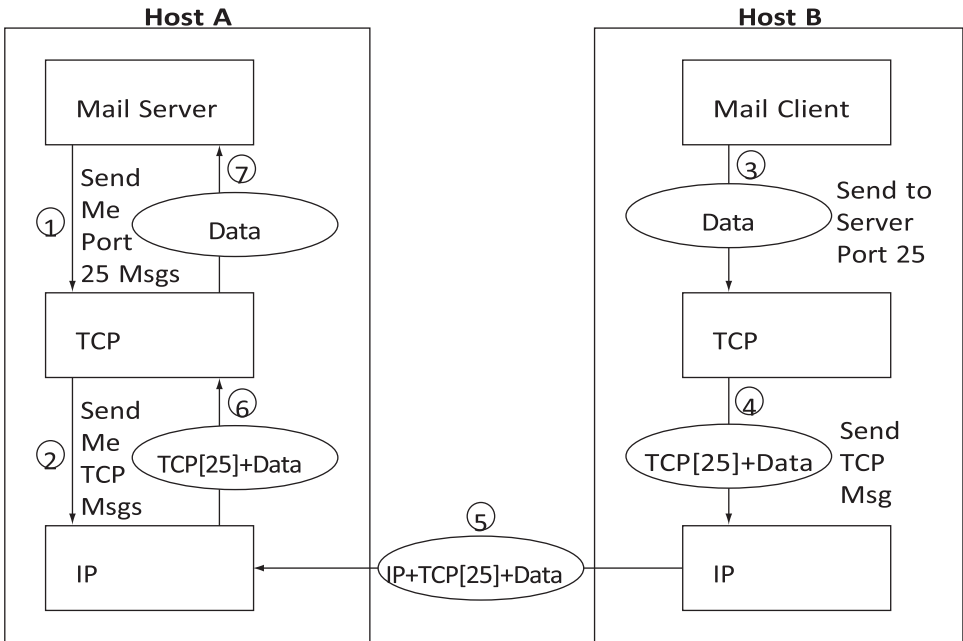 Host A
Mail Server
1
Send
Me
Port
25 Msgs
7
Data
TCP
2
Send
Me
TCP
Msgs
6
TCP[25]+Data
IP
5
IP+TCP[25]+Data
Host B
Mail Client
3
Data
Send to
Server
Port 25
TCP
4
TCP[25]+Data
Send
TCP
Msg
IP